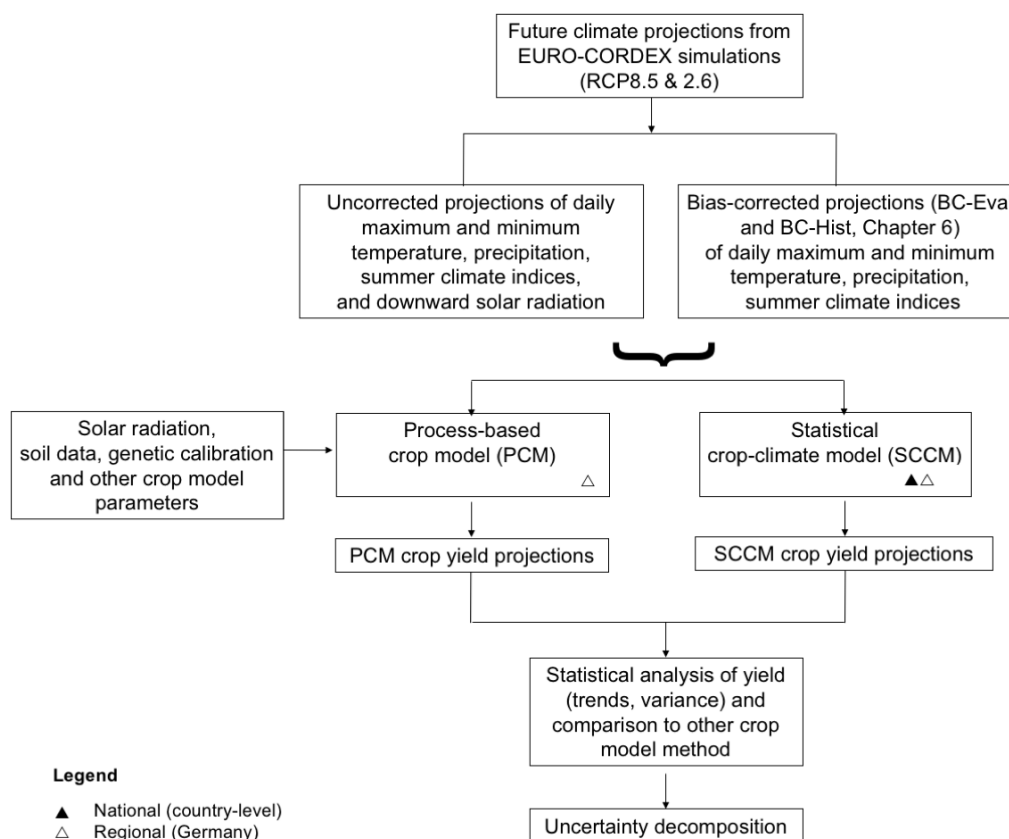 Future climate projections from
EURO-CORDEX simulations
(RCP8.5 & 2.6)
Uncorrected projections of daily
maximum and minimum
temperature, precipitation,
summer climate indices,
and downward solar radiation
Bias-corrected projections (BC-Eva
and BC-Hist, Chapter 6)
of daily maximum and minimum
temperature, precipitation,
summer climate indices
Solar radiation,
soil data, genetic calibration
and other crop model
parameters
Process-based
crop model (PCM)
△
Statistical
crop-climate model (SCCM)
▲△
PCM crop yield projections
SCCM crop yield projections
Statistical analysis of yield
(trends, variance) and
comparison to other crop
model method
Uncertainty decomposition
Legend
▲ National (country-level)
△ Regional (Germany)